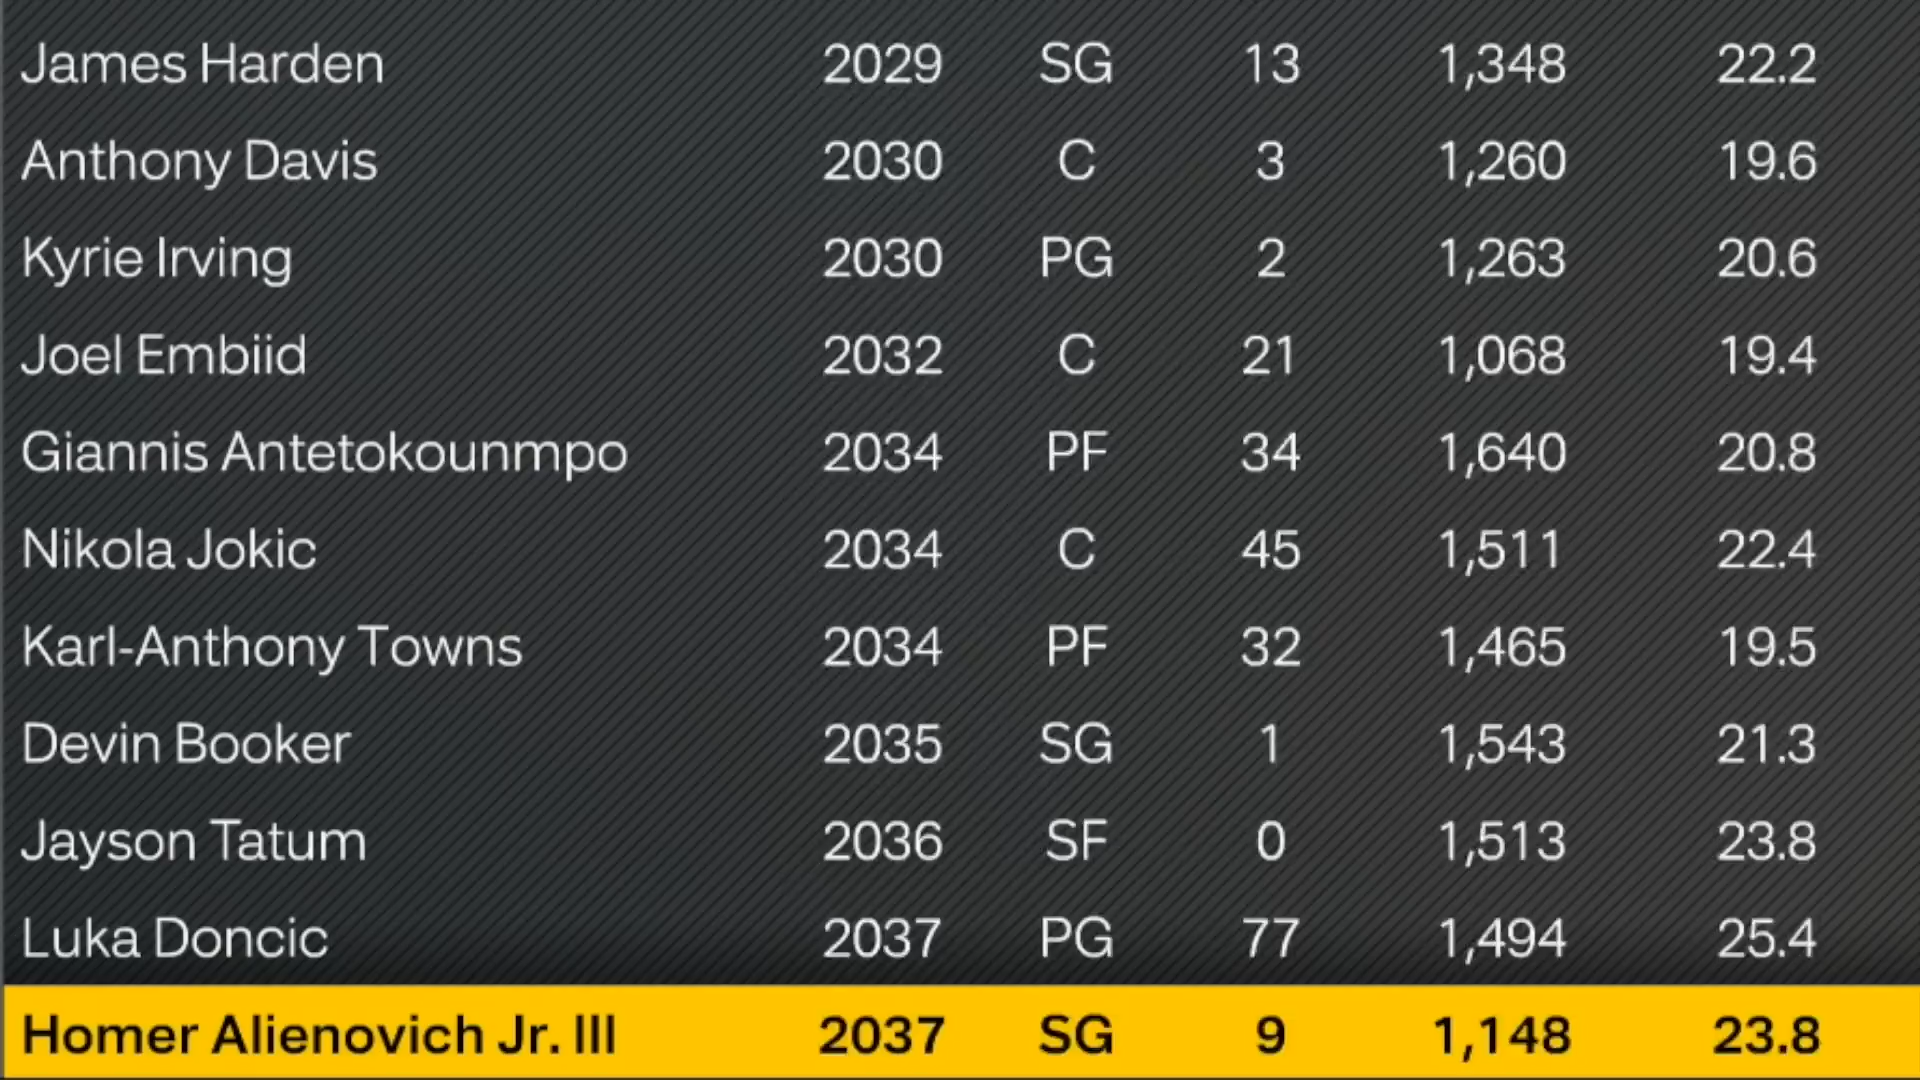 James Harden 2029 SG 13 1,348 22.2
Anthony Davis 2030 C 3 1,260 19.6
Kyrie Irving 2030 PG 2 1,263 20.6
Joel Embiid 2032 C 21 1,068 19.4
Giannis Antetokounmpo 2034 PF 34 1,640 20.8
Nikola Jokic 2034 C 45 1,511 22.4
Karl-Anthony Towns 2034 PF 32 1,465 19.5
Devin Booker 2035 SG 1 1,543 21.3
Jayson Tatum 2036 SF 0 1,513 23.8
Luka Doncic 2037 PG 77 1,494 25.4
Homer Alienovich Jr. III 2037 SG 9 1,148 23.8